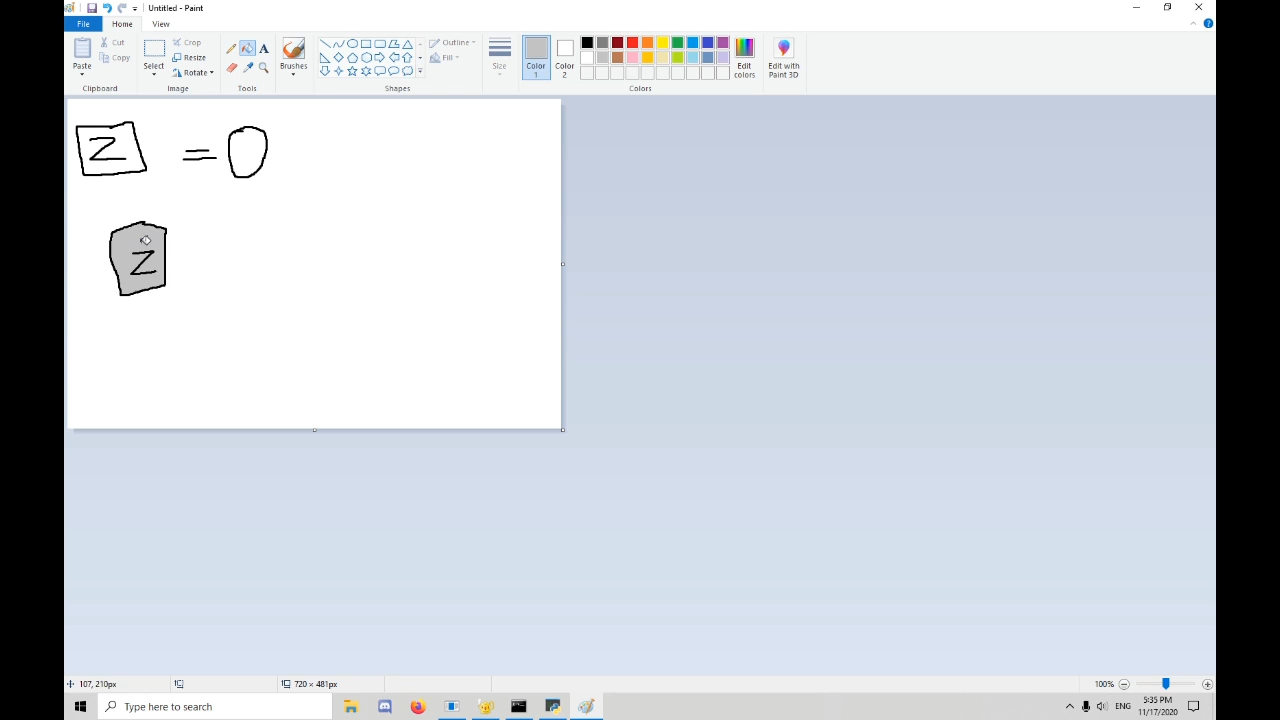 Untitled - Paint
File Home View
Paste
Cut
Copy
Clipboard
Select
Crop
Resize
Rotate
Image
Tools
Brushes
Shapes
Outline
Fill
Size
Color 1
Color 2
Colors
Edit colors
Edit with Paint 3D
Z = 0
Z
107, 210px
720 × 481px
100%
Type here to search
ENG
5:35 PM
11/17/2020